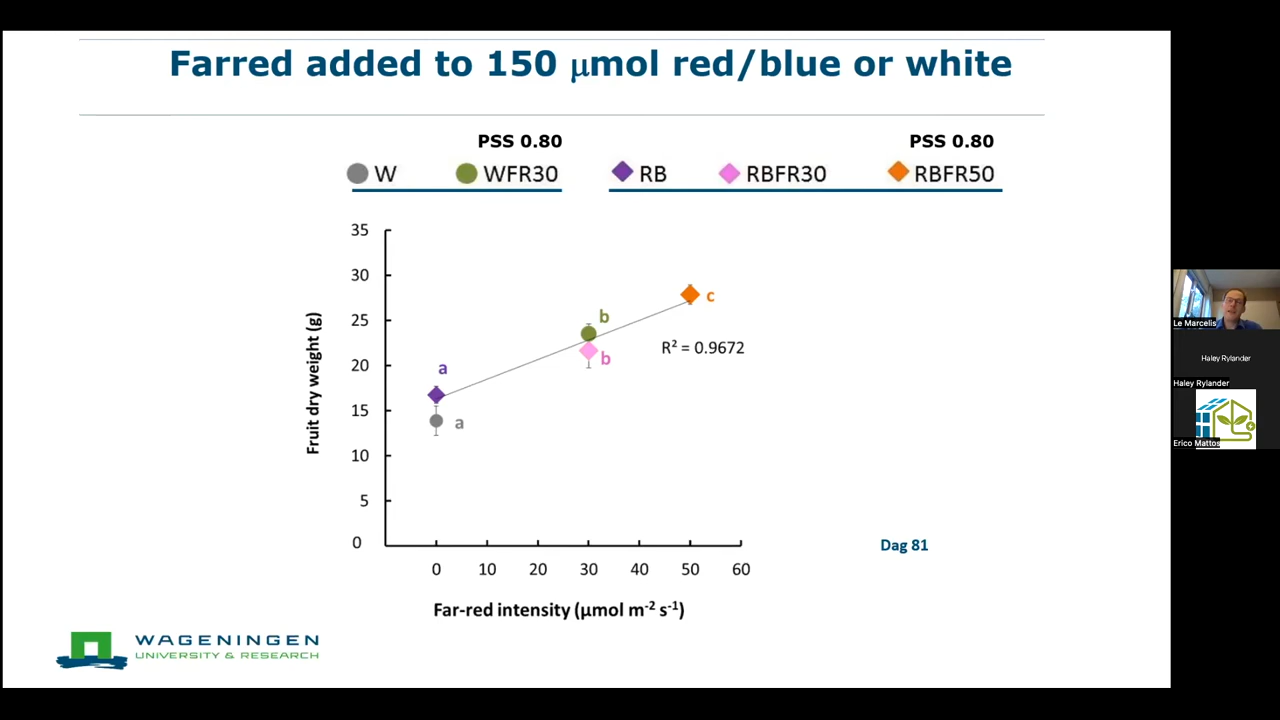 Farred added to 150 μmol red/blue or white
PSS 0.80 PSS 0.80
W WFR30 RB RBFR30 RBFR50
35
30
25
20
15
10
5
0
a
a
b
b
c
R² = 0.9672
Fruit dry weight (g)
0 10 20 30 40 50 60
Far-red intensity (μmol m⁻² s⁻¹)
Dag 81
WAGENINGEN
UNIVERSITY & RESEARCH
Le Marcelis
Haley Rylander
Haley Rylander
Erico Mattos